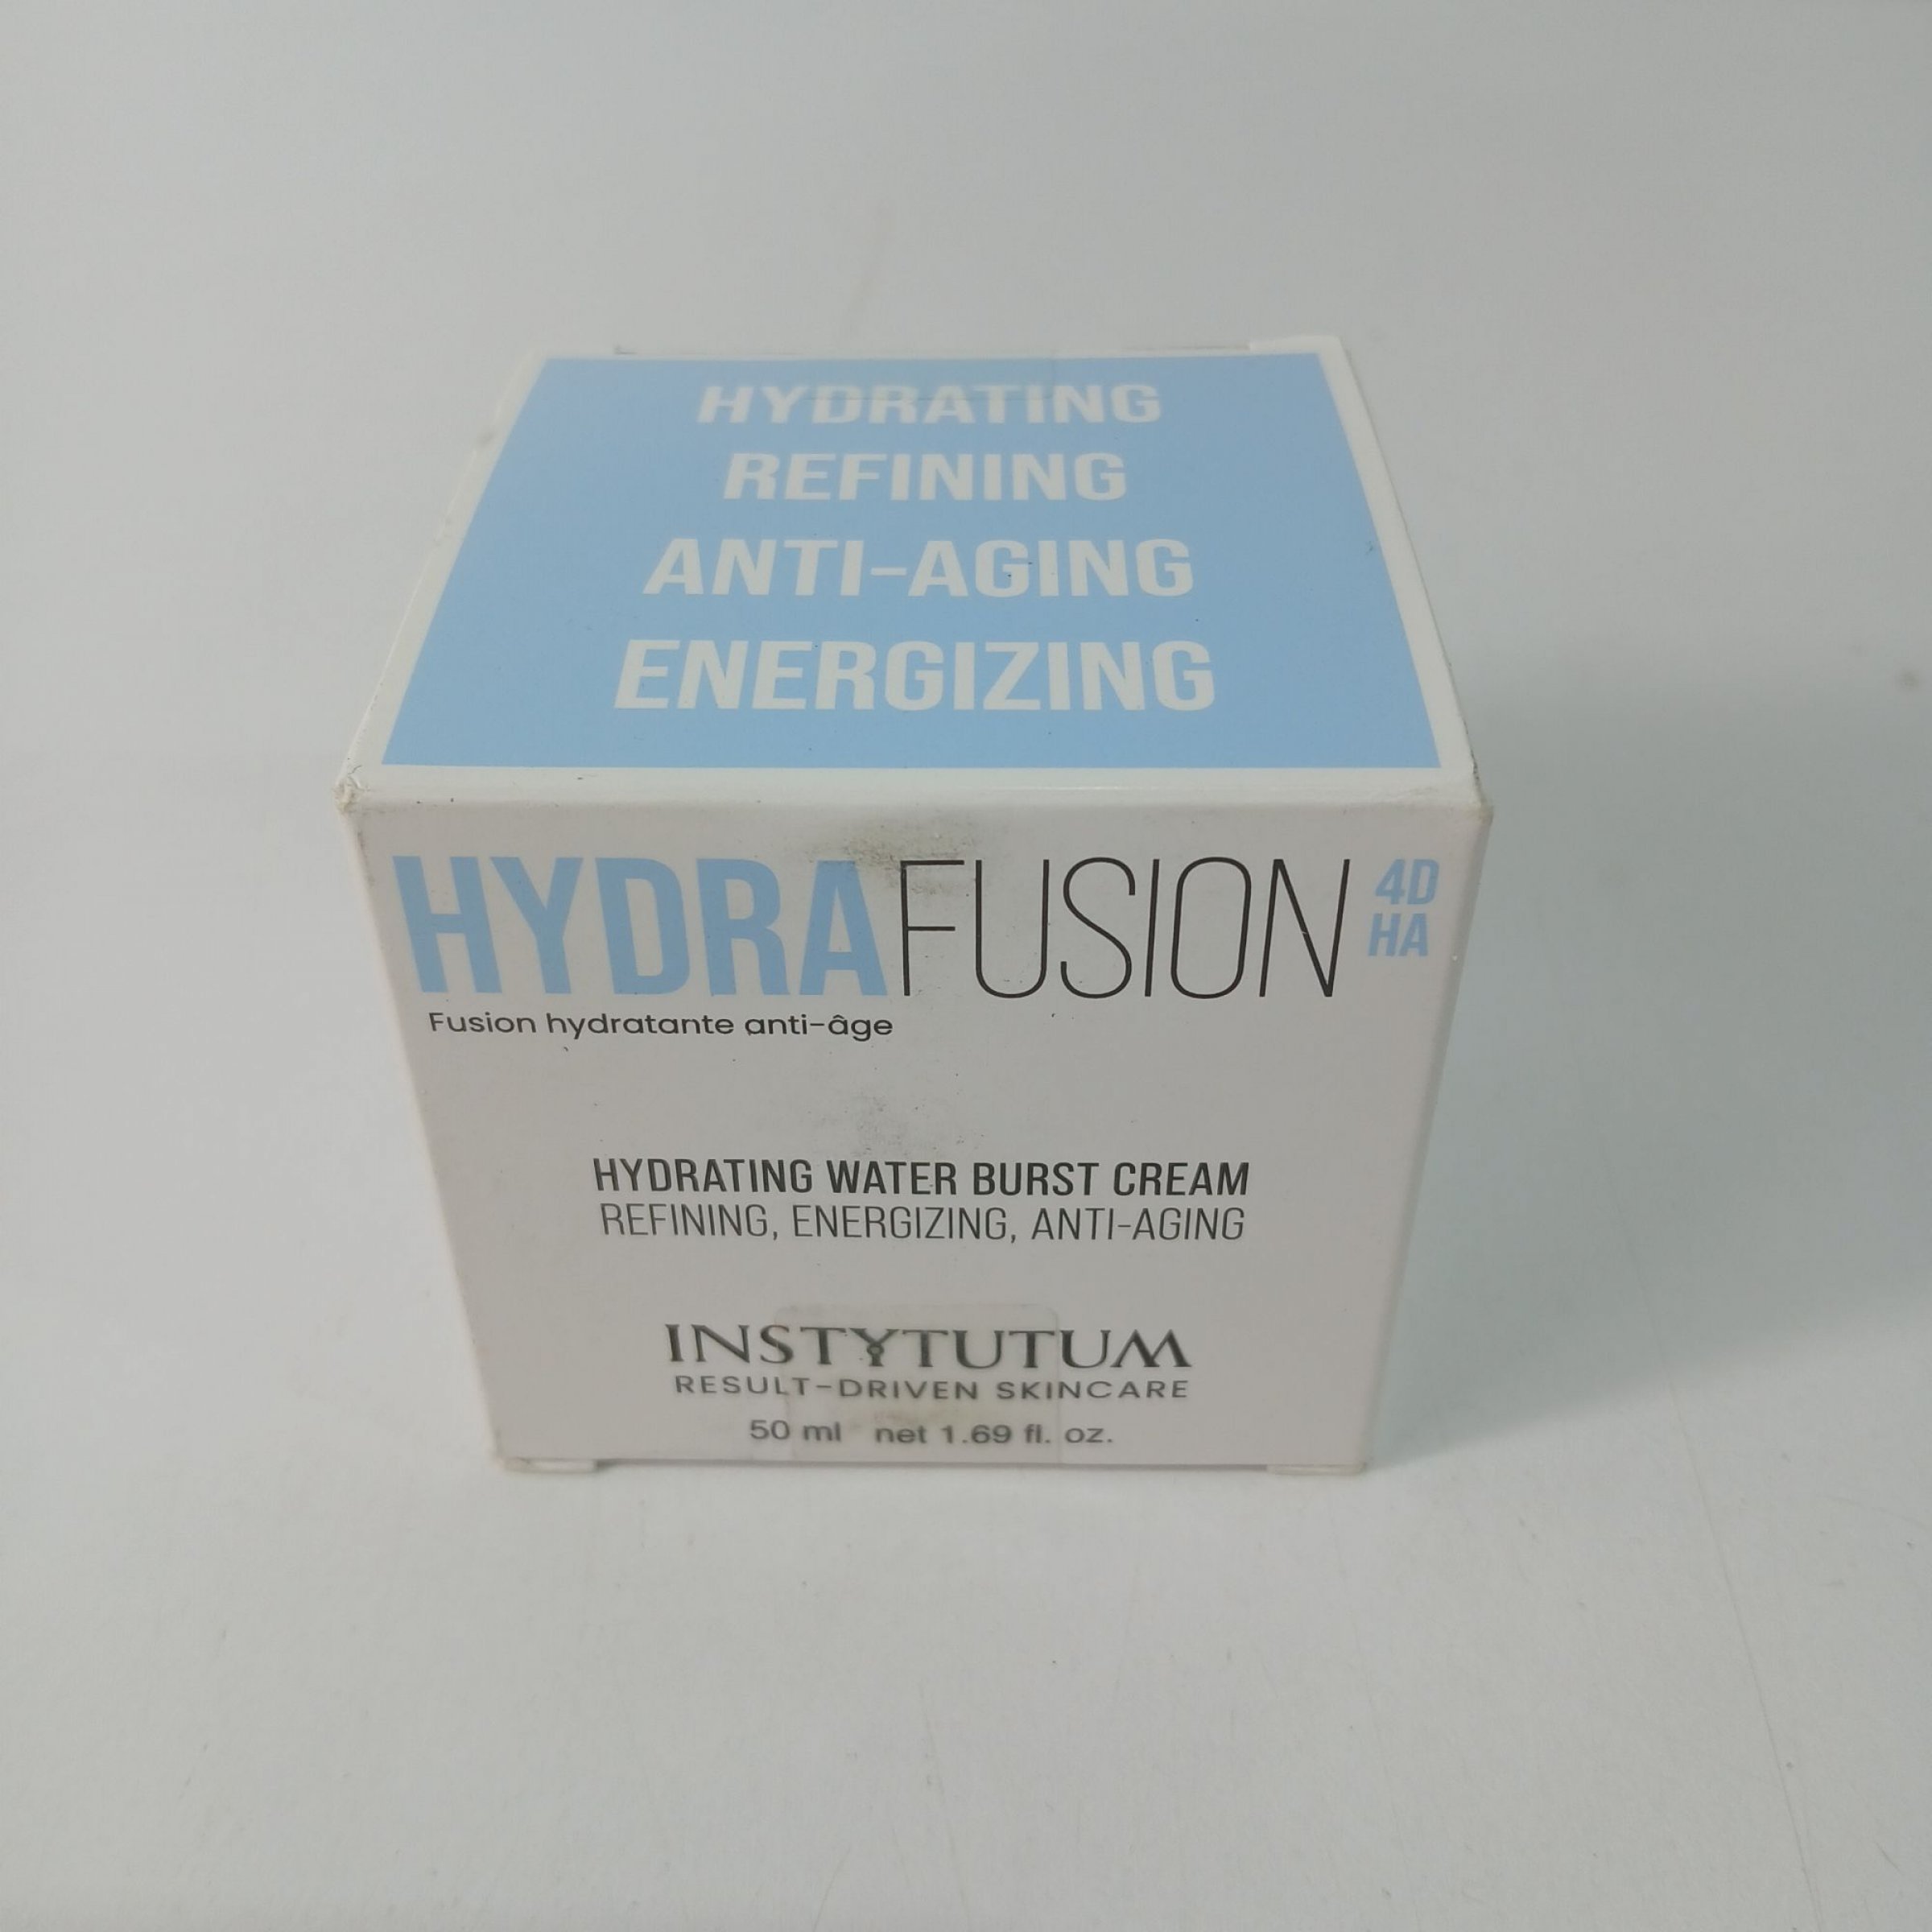 HYDRATING
REFINING
ANTI-AGING
ENERGIZING
HYDRAFUSION 4D HA
Fusion hydratante anti-âge
HYDRATING WATER BURST CREAM
REFINING, ENERGIZING, ANTI-AGING
INSTYTUTUM
RESULT-DRIVEN SKINCARE
50 ml net 1.69 fl. oz.